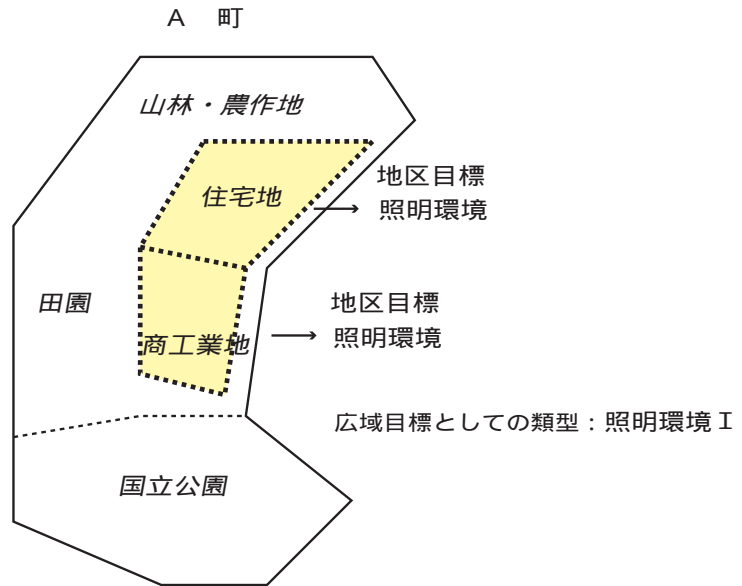 A 町
山林・農作地
住宅地
地区目標
照明環境
田園
商工業地
地区目標
照明環境
広域目標としての類型：照明環境Ⅰ
国立公園